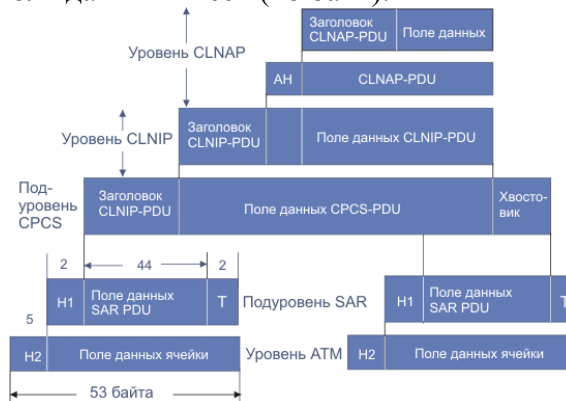 Заголовок
CLNAP-PDU
Поле данных
Уровень CLNAP
AH
CLNAP-PDU
Уровень CLNIP
Заголовок
CLNIP-PDU
Поле данных CLNIP-PDU
Под-
уровень
CPCS
Заголовок
CLNIP-PDU
Поле данных CPCS-PDU
Хвосто-
вик
2
44
2
H1
Поле данных
SAR PDU
T
Подуровень SAR
H1
Поле данных
SAR PDU
T
5
H2
Поле данных ячейки
Уровень ATM
H2
Поле данных ячейки
53 байта